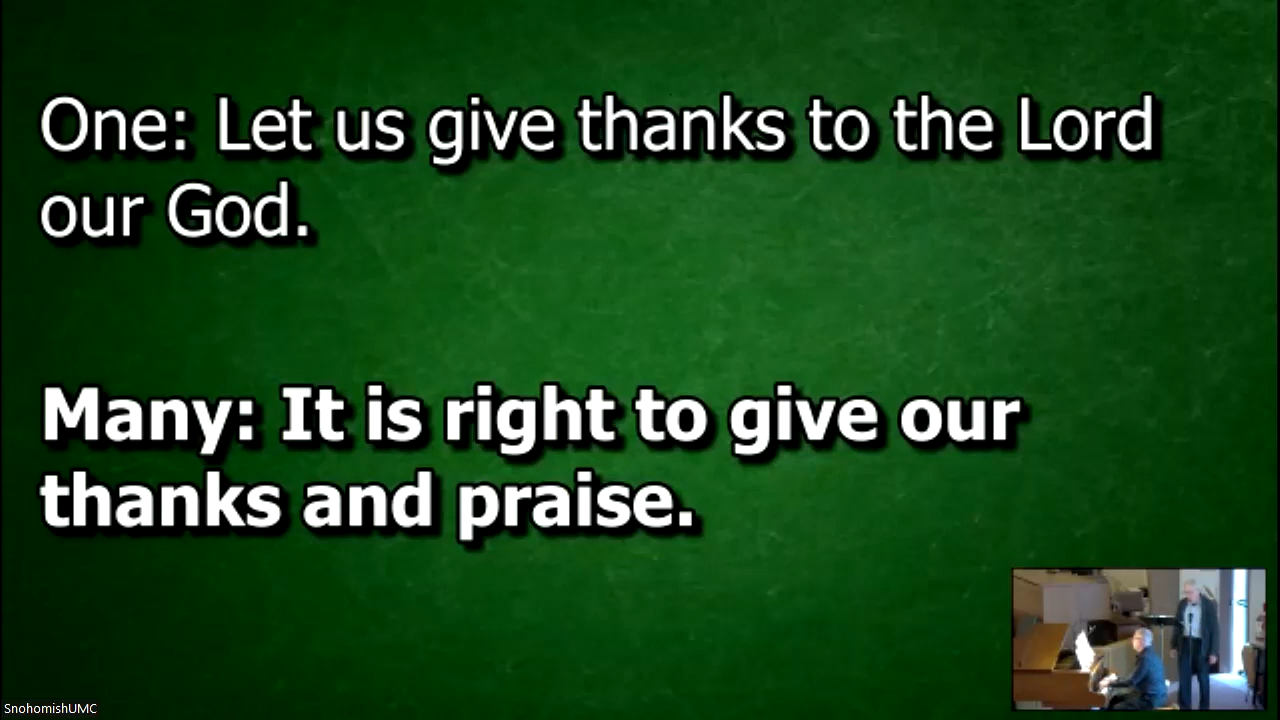 One: Let us give thanks to the Lord
our God.
Many: It is right to give our
thanks and praise.
SnohomishUMC